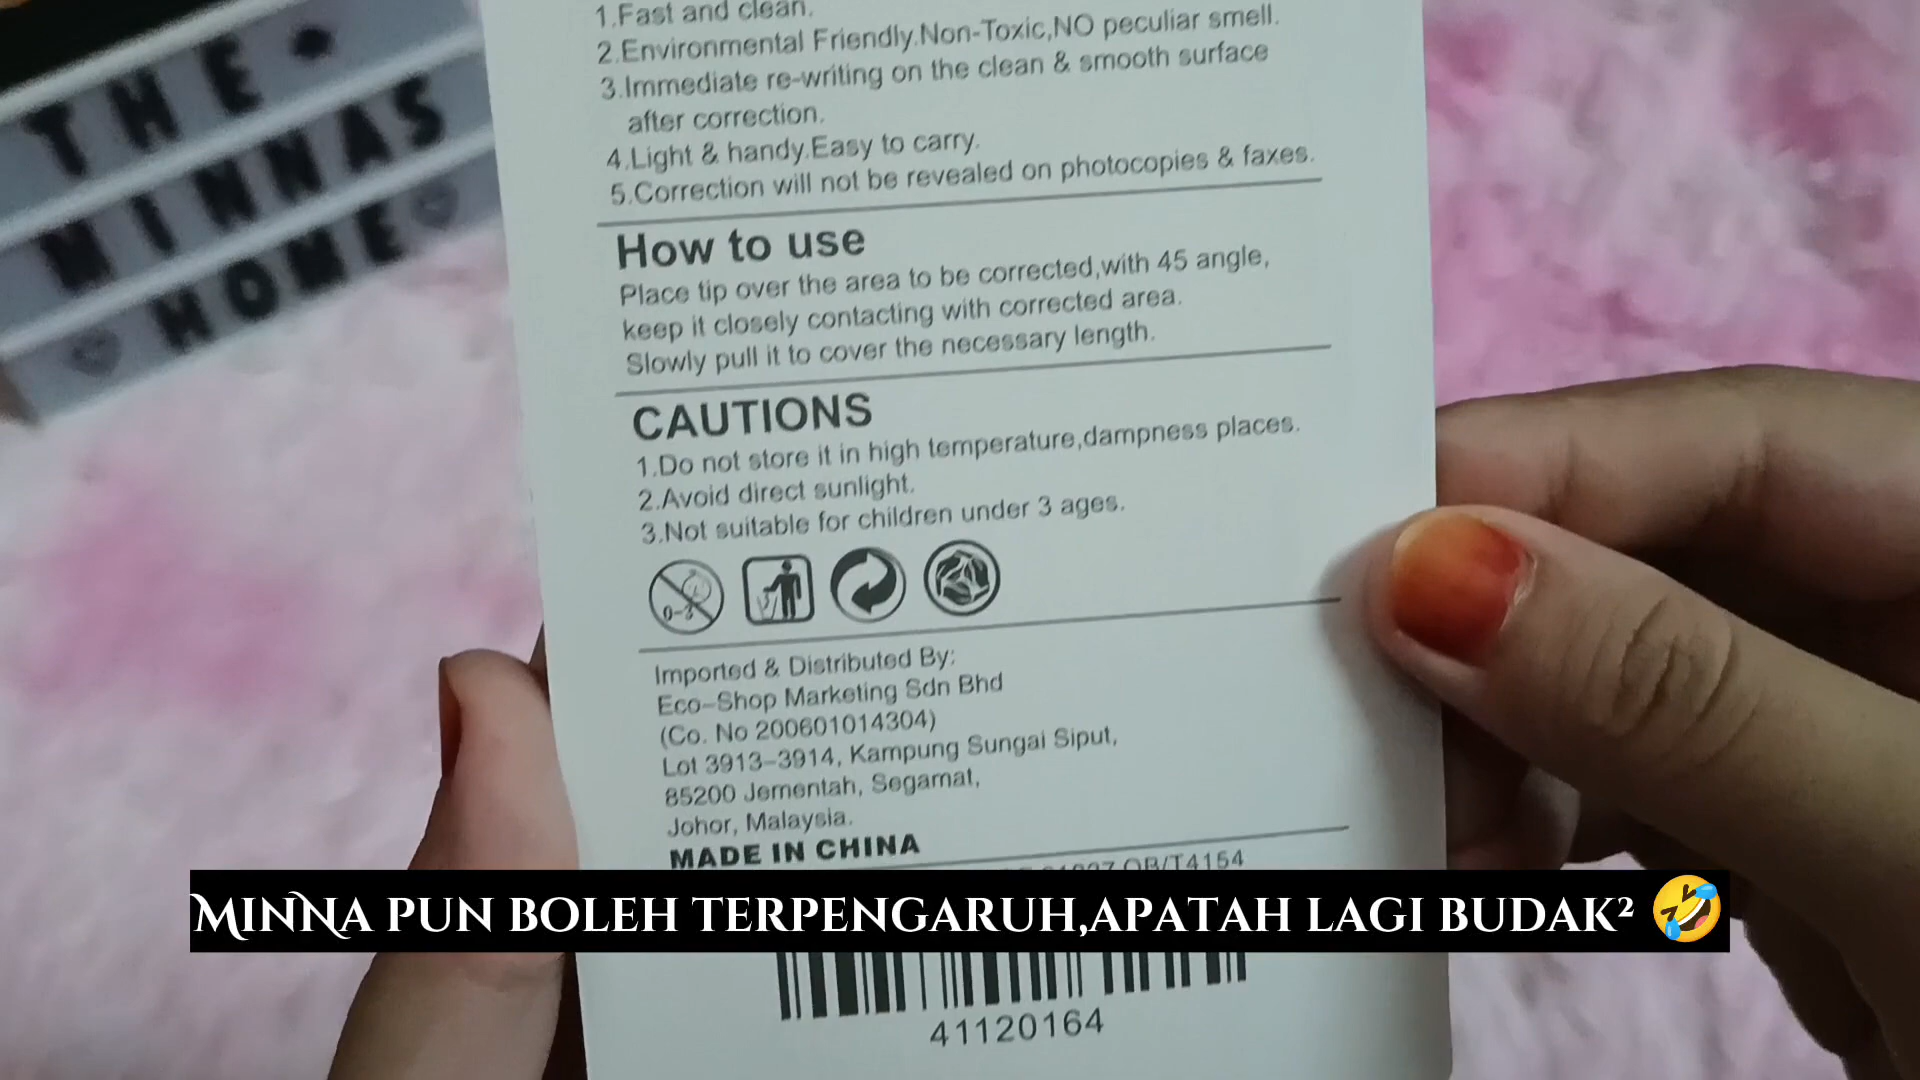 THE
MINNAS
HOME
1.Fast and clean.
2.Environmental Friendly.Non-Toxic,NO peculiar smell.
3.Immediate re-writing on the clean & smooth surface
after correction.
4.Light & handy.Easy to carry.
5.Correction will not be revealed on photocopies & faxes.
How to use
Place tip over the area to be corrected,with 45 angle,
keep it closely contacting with corrected area.
Slowly pull it to cover the necessary length.
CAUTIONS
1.Do not store it in high temperature,dampness places.
2.Avoid direct sunlight.
3.Not suitable for children under 3 ages.
0-3
Imported & Distributed By:
Eco-Shop Marketing Sdn Bhd
(Co. No 200601014304)
Lot 3913-3914, Kampung Sungai Siput,
85200 Jementah, Segamat,
Johor, Malaysia.
MADE IN CHINA
QB/T4154
MINNA PUN BOLEH TERPENGARUH,APATAH LAGI BUDAK² 🤣
41120164